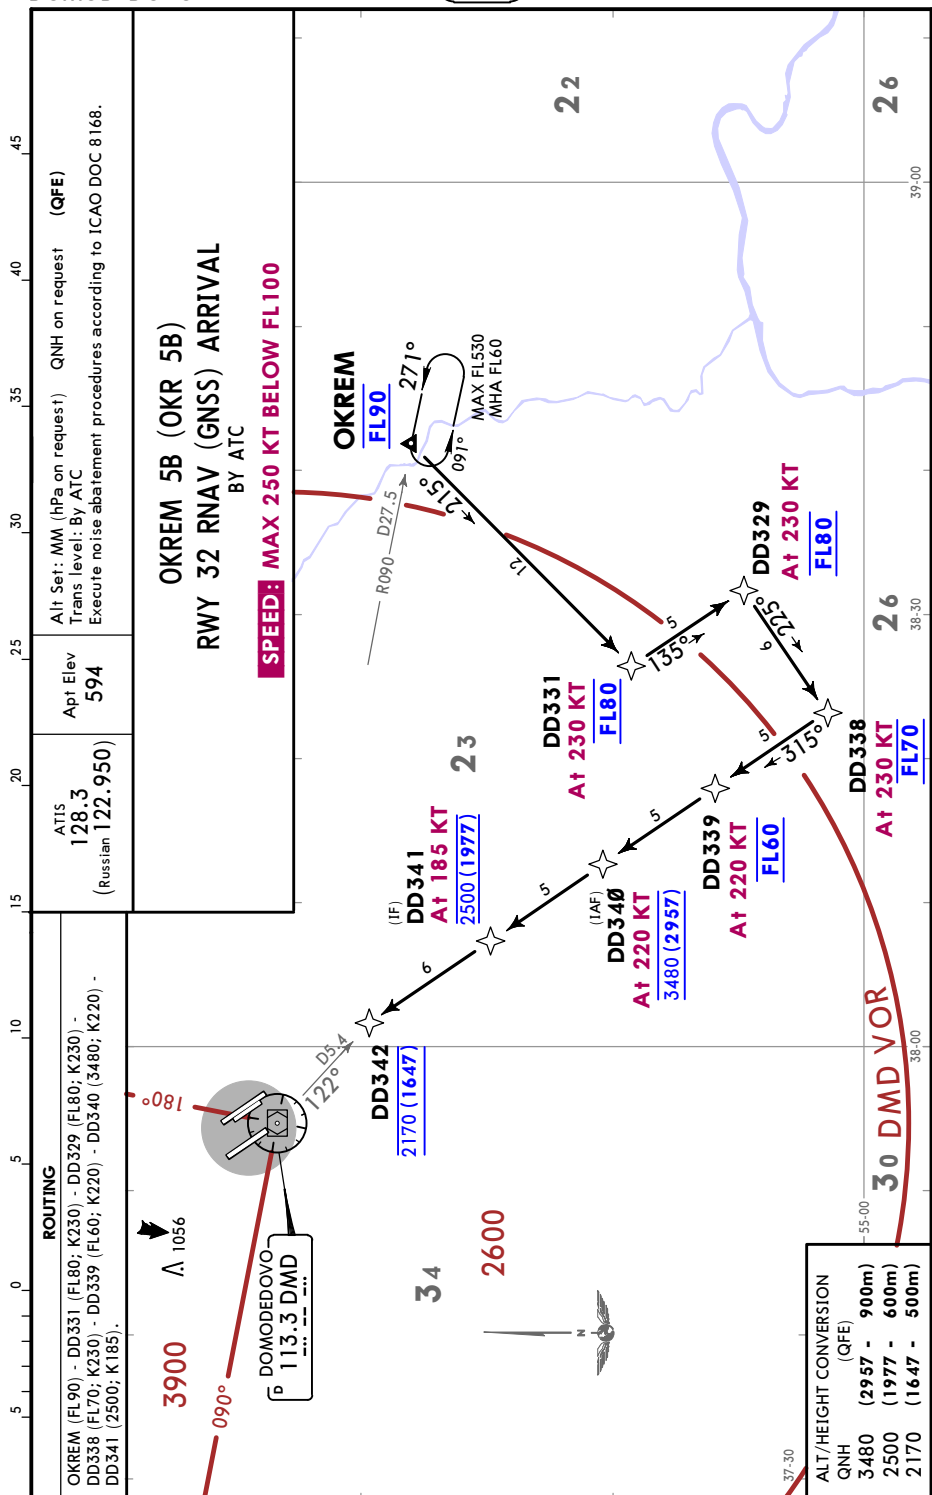 ATIS
128.3
(Russian 122.950)
Apt Elev
594
Alt Set: MM (hPa on request) QNH on request (QFE)
Trans level: By ATC
Execute noise abatement procedures according to ICAO DOC 8168.
ROUTING
OKREM (FL90) - DD331 (FL80; K230) - DD329 (FL80; K230) -
DD338 (FL70; K230) - DD339 (FL60; K220) - DD340 (3480; K220) -
DD341 (2500; K185).
OKREM 5B (OKR 5B)
RWY 32 RNAV (GNSS) ARRIVAL
BY ATC
SPEED: MAX 250 KT BELOW FL100
5
0
5
10
15
20
25
30
35
40
45
3900
090°
180°
1056
DOMODEDOVO
D 113.3 DMD
34
2600
N
122°
D5.4
DD342
2170 (1647)
6
(IF)
DD341
At 185 KT
2500 (1977)
5
(IAF)
DD34Ø
At 220 KT
3480 (2957)
5
DD339
At 220 KT
FL60
5
315°
DD338
At 230 KT
FL70
6
225°
DD329
At 230 KT
FL80
5
135°
DD331
At 230 KT
FL80
12
215°
R090 D27.5
OKREM
FL90
271°
091°
MAX FL530
MHA FL60
23
22
26
26
30 DMD VOR
37-30
38-00
38-30
39-00
55-00
ALT/HEIGHT CONVERSION
QNH (QFE)
3480 (2957 - 900m)
2500 (1977 - 600m)
2170 (1647 - 500m)